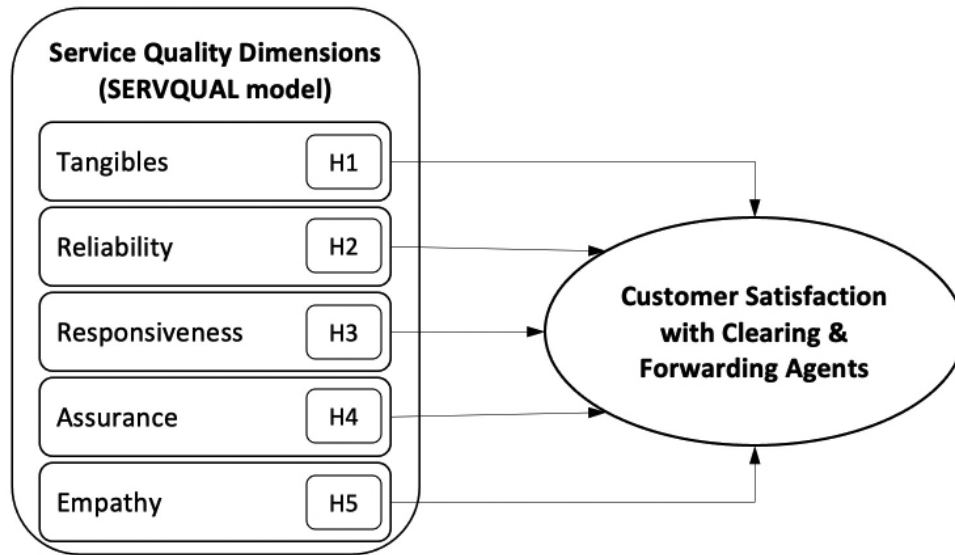 Service Quality Dimensions
(SERVQUAL model)
Tangibles H1
Reliability H2
Responsiveness H3
Assurance H4
Empathy H5
Customer Satisfaction
with Clearing &
Forwarding Agents